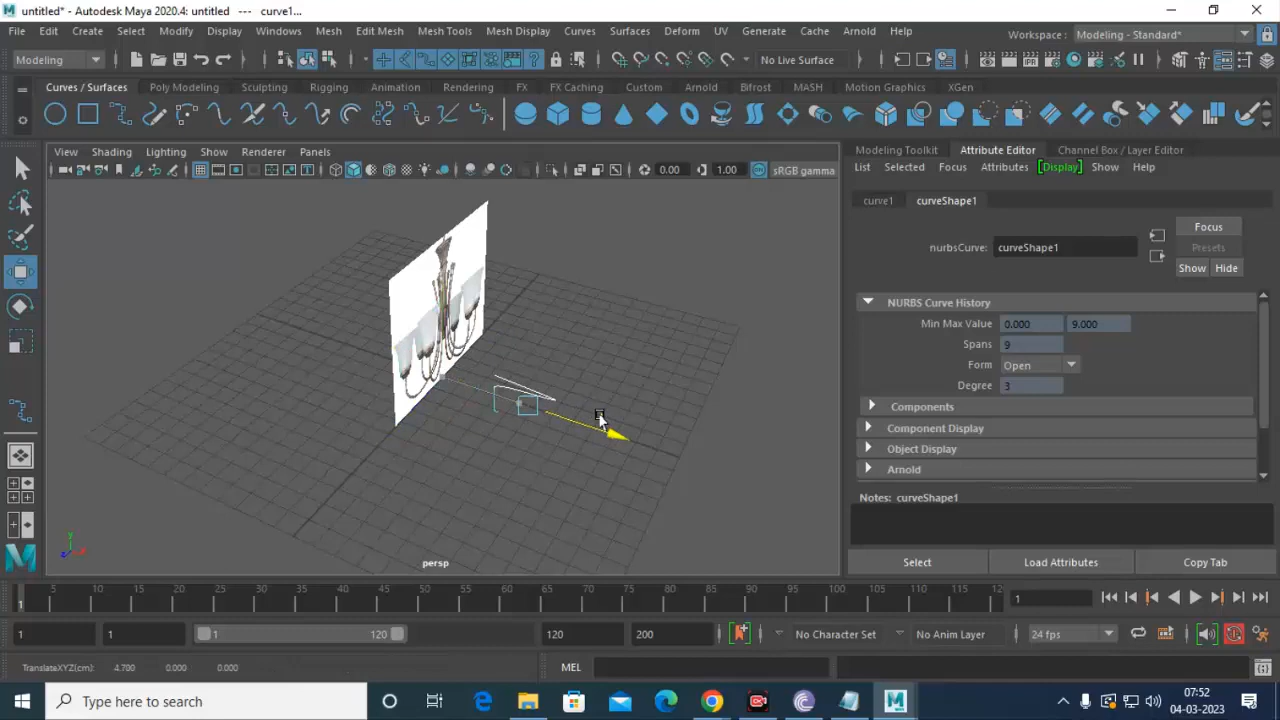 untitled* - Autodesk Maya 2020.4: untitled --- curve1...
File Edit Create Select Modify Display Windows Mesh Edit Mesh Mesh Tools Mesh Display Curves Surfaces Deform UV Generate Cache Arnold Help Workspace : Modeling - Standard*
Modeling No Live Surface
Curves / Surfaces Poly Modeling Sculpting Rigging Animation Rendering FX FX Caching Custom Arnold Bifrost MASH Motion Graphics XGen
View Shading Lighting Show Renderer Panels
0.00 1.00 sRGB gamma
persp
Modeling Toolkit Attribute Editor Channel Box / Layer Editor
List Selected Focus Attributes Display Show Help
curve1 curveShape1
Focus
nurbsCurve: curveShape1 Presets
Show Hide
NURBS Curve History
Min Max Value 0.000 9.000
Spans 9
Form Open
Degree 3
Components
Component Display
Object Display
Arnold
Notes: curveShape1
Select Load Attributes Copy Tab
5 10 15 20 25 30 35 40 45 50 55 60 65 70 75 80 85 90 95 100 105 110 115 12
1 1
1 1 1 120 120 200 No Character Set No Anim Layer 24 fps
TranslateXYZ(cm): 4.700 0.000 0.000 MEL
Type here to search
07:52
04-03-2023